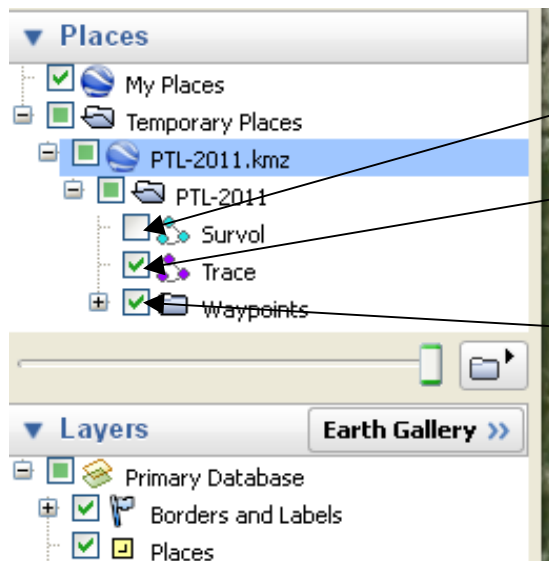 Places
My Places
Temporary Places
PTL-2011.kmz
PTL-2011
Survol
Trace
Waypoints
Layers
Earth Gallery >>
Primary Database
Borders and Labels
Places